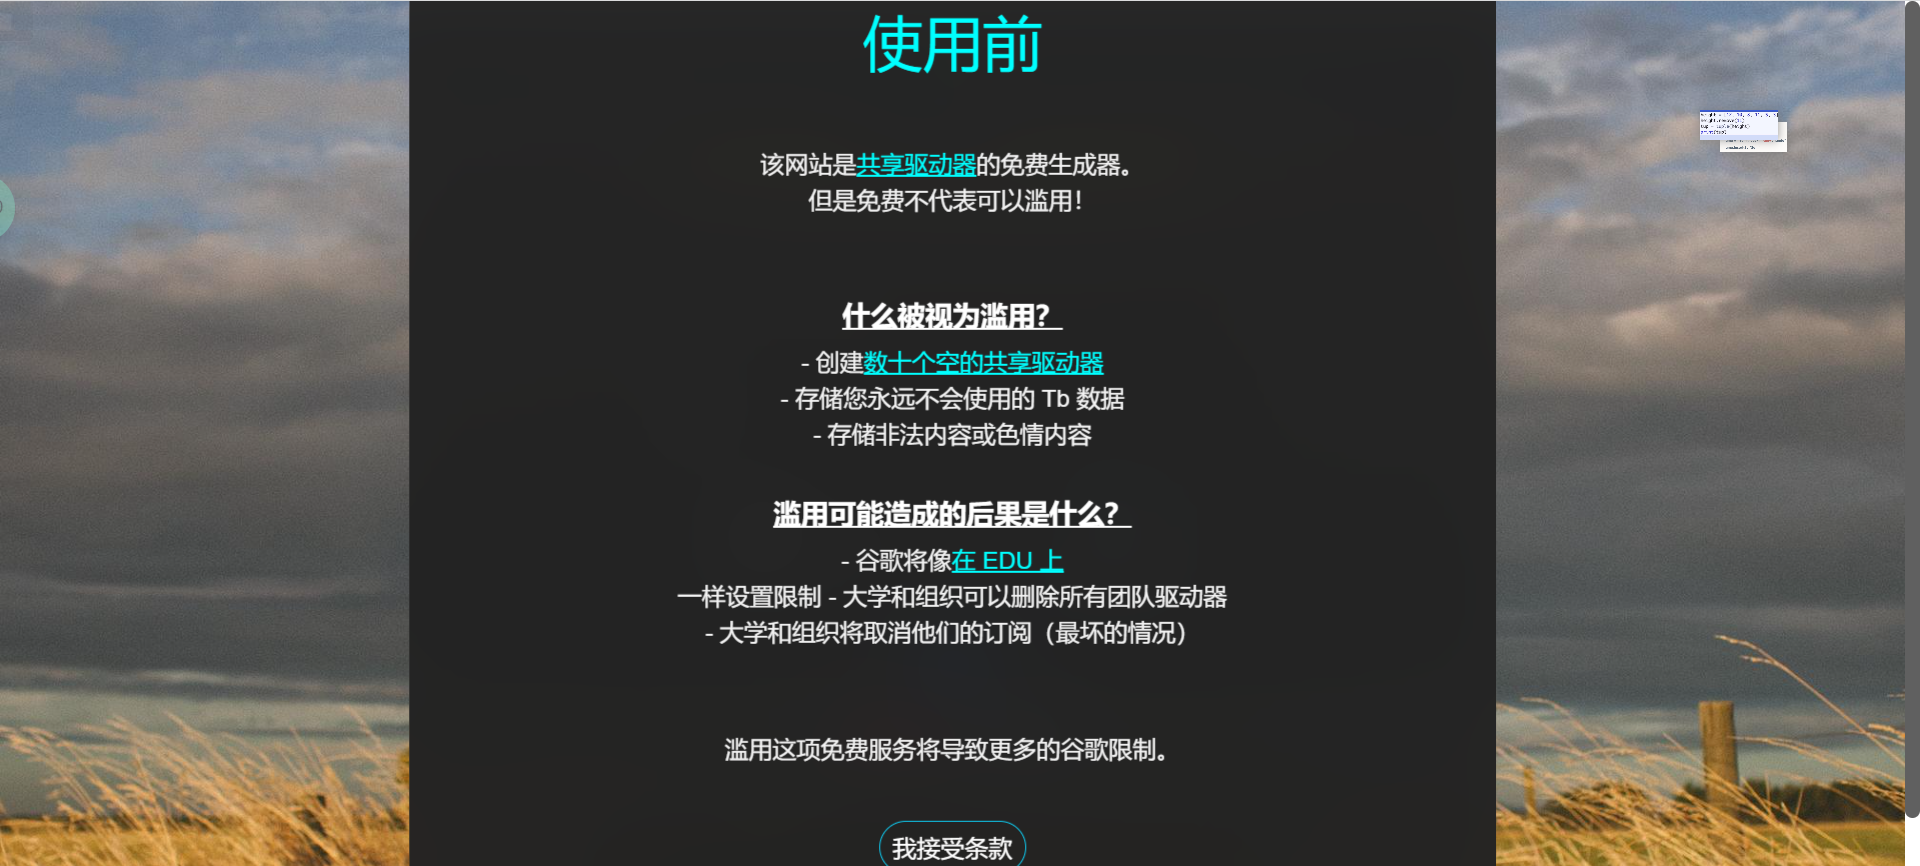 使用前
该网站是共享驱动器的免费生成器。
但是免费不代表可以滥用！
什么被视为滥用？
- 创建数十个空的共享驱动器
- 存储您永远不会使用的 Tb 数据
- 存储非法内容或色情内容
滥用可能造成的后果是什么？
- 谷歌将像在 EDU 上
一样设置限制 - 大学和组织可以删除所有团队驱动器
- 大学和组织将取消他们的订阅（最坏的情况）
滥用这项免费服务将导致更多的谷歌限制。
我接受条款